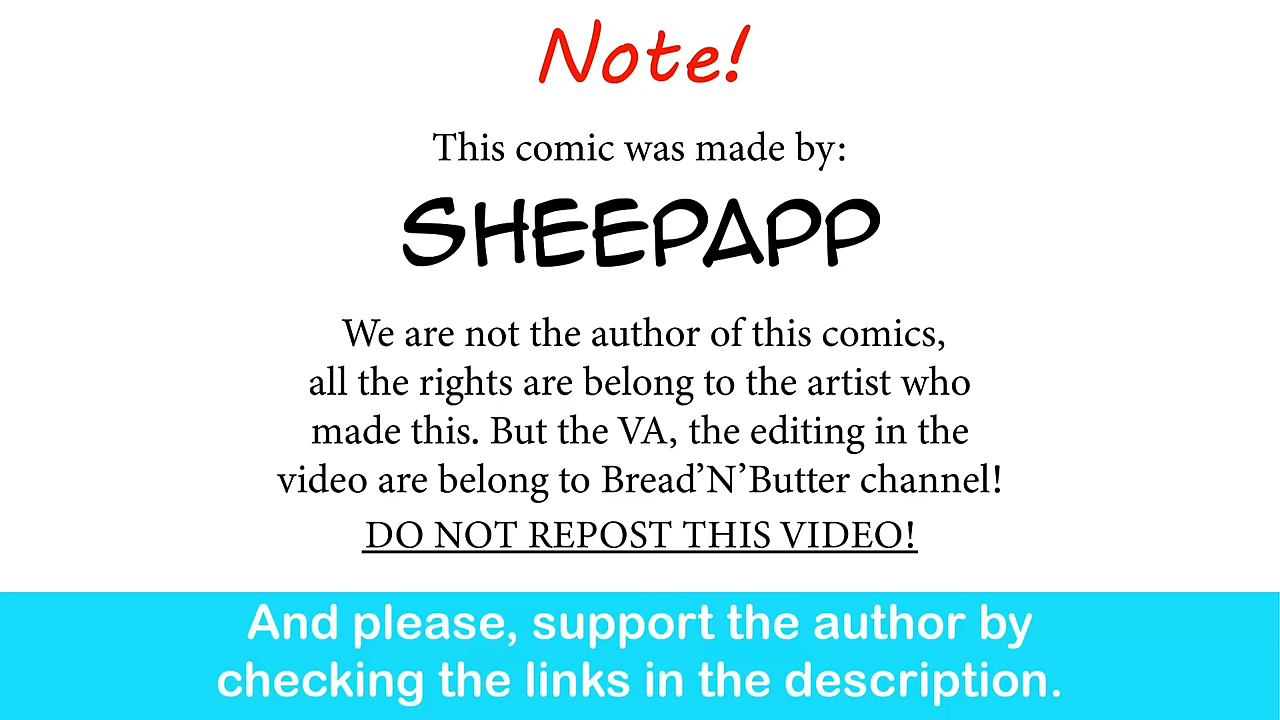 Note!
This comic was made by:
SHEEPAPP
We are not the author of this comics,
all the rights are belong to the artist who
made this. But the VA, the editing in the
video are belong to Bread’N’Butter channel!
DO NOT REPOST THIS VIDEO!
And please, support the author by
checking the links in the description.